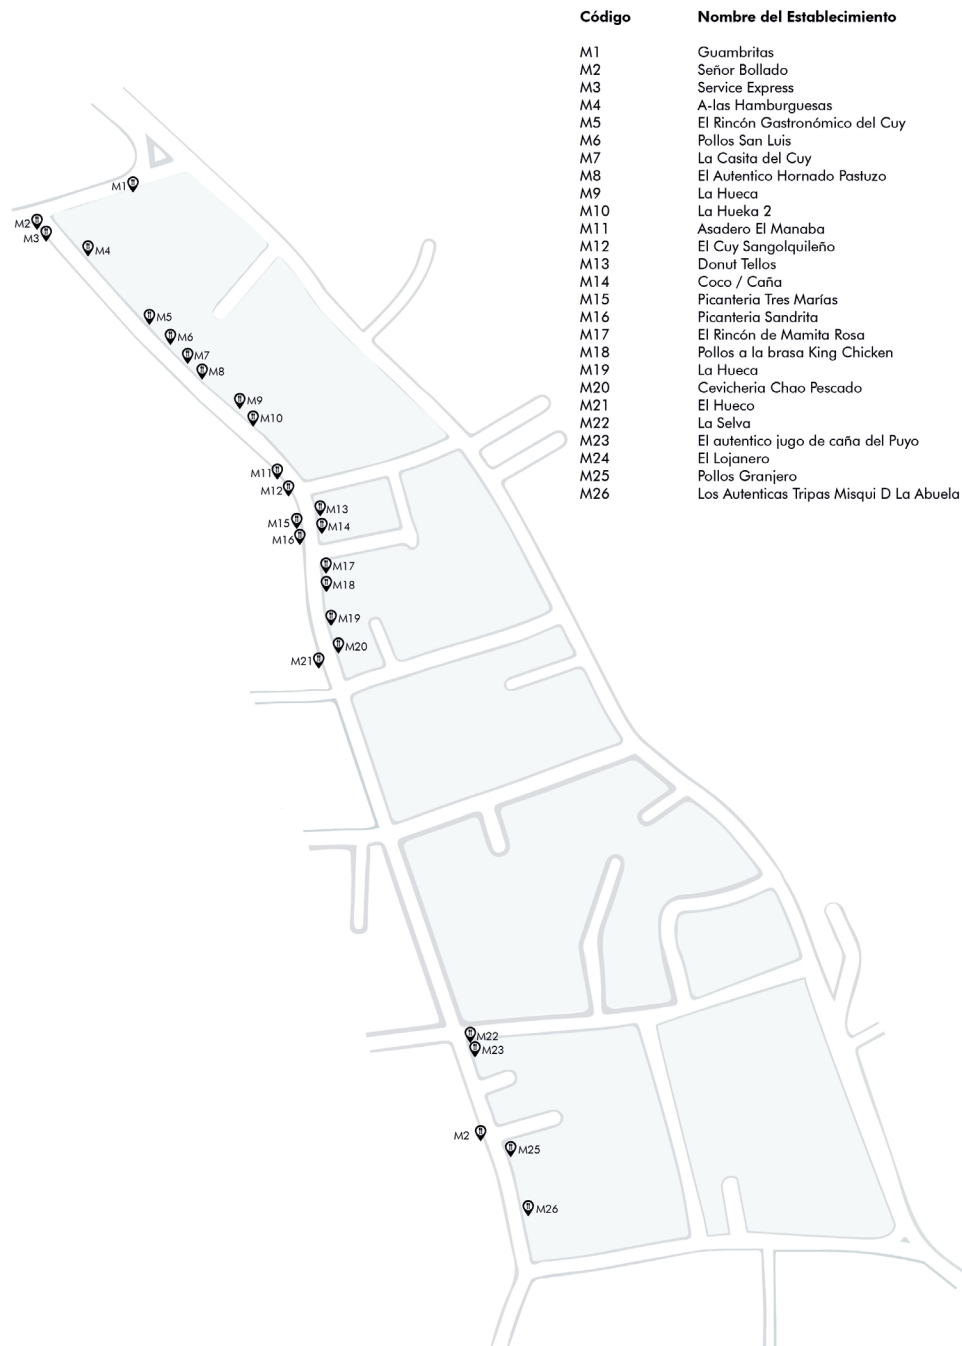 Código Nombre del Establecimiento
M1 Guambritas
M2 Señor Bollado
M3 Service Express
M4 A-las Hamburguesas
M5 El Rincón Gastronómico del Cuy
M6 Pollos San Luis
M7 La Casita del Cuy
M8 El Autentico Hornado Pastuzo
M9 La Hueca
M10 La Hueka 2
M11 Asadero El Manaba
M12 El Cuy Sangolquileño
M13 Donut Tellos
M14 Coco / Caña
M15 Picanteria Tres Marías
M16 Picanteria Sandrita
M17 El Rincón de Mamita Rosa
M18 Pollos a la brasa King Chicken
M19 La Hueca
M20 Cevicheria Chao Pescado
M21 El Hueco
M22 La Selva
M23 El autentico jugo de caña del Puyo
M24 El Lojanero
M25 Pollos Granjero
M26 Los Autenticas Tripas Misqui D La Abuela
M1
M2
M3
M4
M5
M6
M7
M8
M9
M10
M11
M12
M13
M15
M14
M16
M17
M18
M19
M20
M21
M22
M23
M2
M25
M26